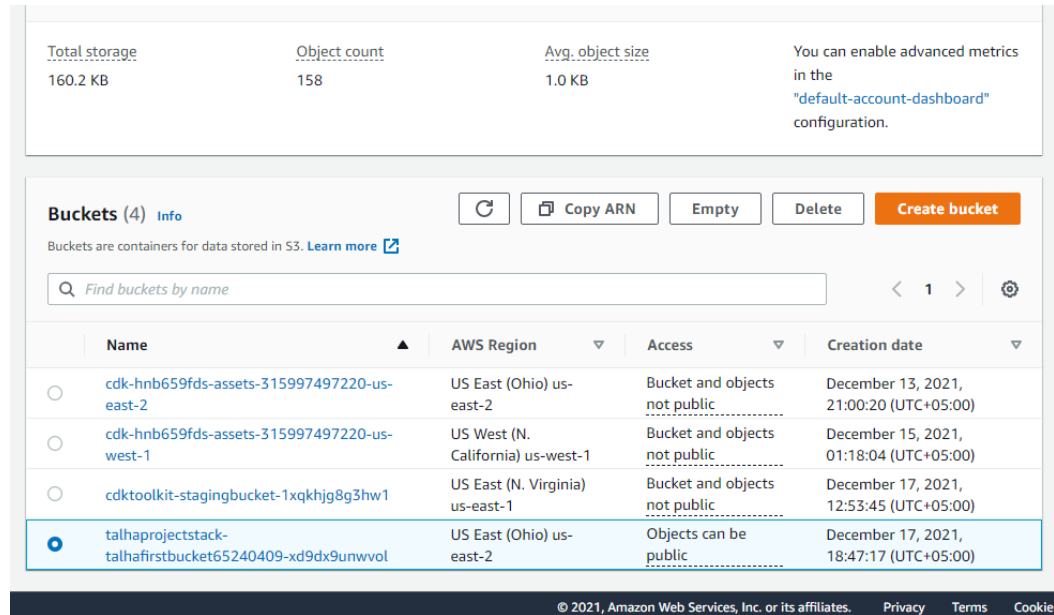 Total storage
Object count
Avg. object size
You can enable advanced metrics
160.2 KB
158
1.0 KB
in the
"default-account-dashboard"
configuration.
Buckets (4) Info
Copy ARN
Empty
Delete
Create bucket
Buckets are containers for data stored in S3. Learn more
Find buckets by name
1
Name
AWS Region
Access
Creation date
cdk-hnb659fds-assets-315997497220-us-
east-2
US East (Ohio) us-
east-2
Bucket and objects
not public
December 13, 2021,
21:00:20 (UTC+05:00)
cdk-hnb659fds-assets-315997497220-us-
west-1
US West (N.
California) us-west-1
Bucket and objects
not public
December 15, 2021,
01:18:04 (UTC+05:00)
cdktoolkit-stagingbucket-1xqkhjg8g3hw1
US East (N. Virginia)
us-east-1
Bucket and objects
not public
December 17, 2021,
12:53:45 (UTC+05:00)
talhaprojectstack-
talhafirstbucket65240409-xd9dx9unwvol
US East (Ohio) us-
east-2
Objects can be
public
December 17, 2021,
18:47:17 (UTC+05:00)
© 2021, Amazon Web Services, Inc. or its affiliates.
Privacy
Terms
Cookie